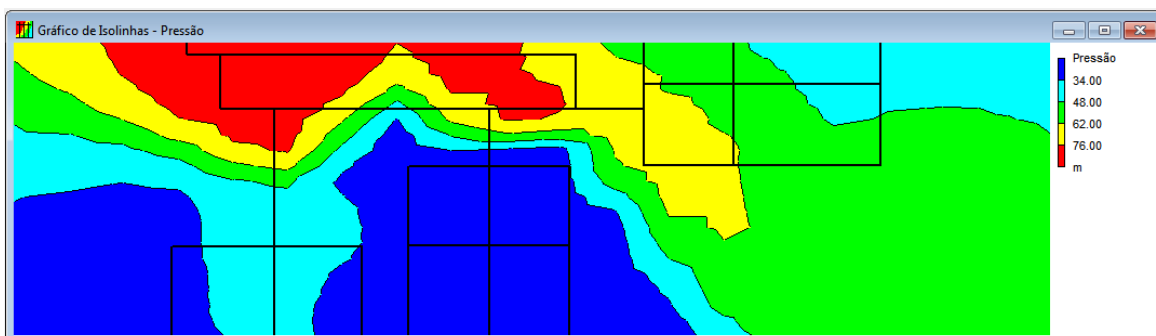 Gráfico de Isolinhas - Pressão
Pressão
34.00
48.00
62.00
76.00
m